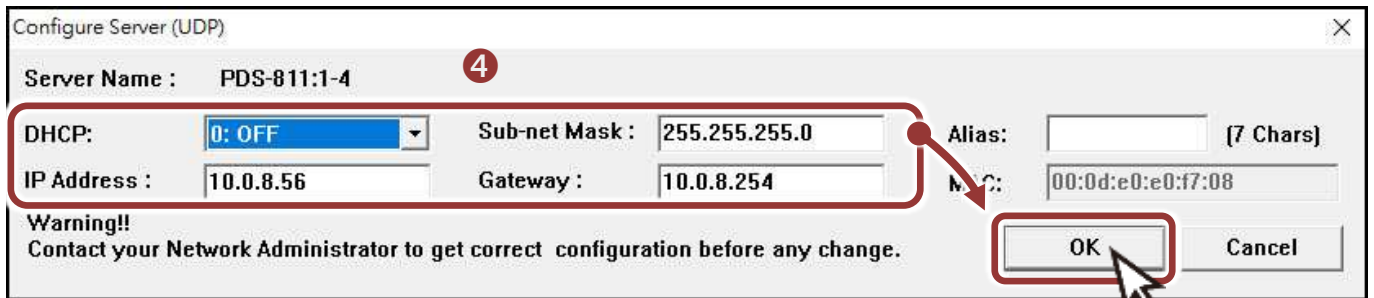 Configure Server (UDP)
Server Name : PDS-811:1-4
4
DHCP: 0: OFF Sub-net Mask : 255.255.255.0 Alias: (7 Chars)
IP Address : 10.0.8.56 Gateway : 10.0.8.254 00:0d:e0:e0:f7:08
Warning!!
Contact your Network Administrator to get correct configuration before any change.
OK Cancel